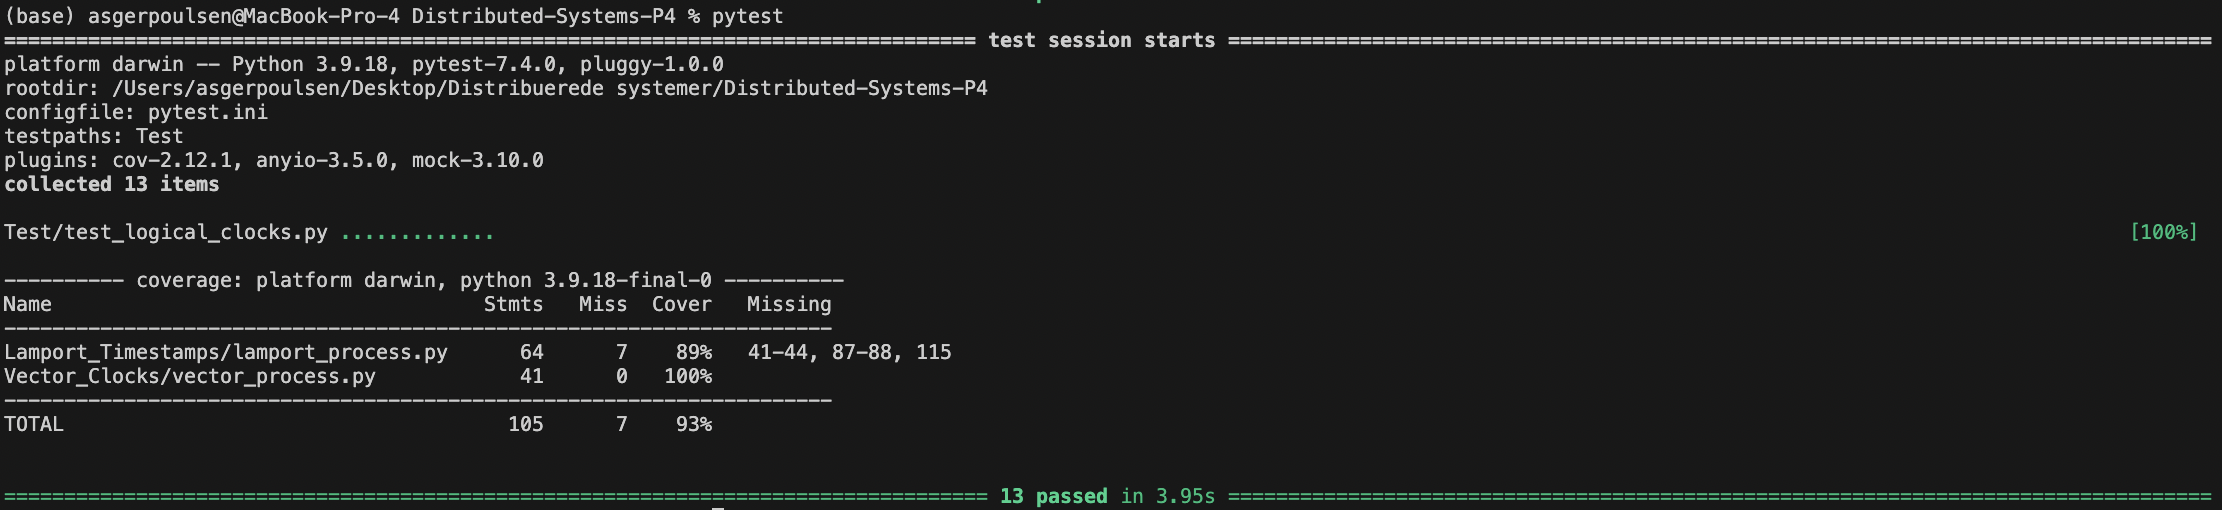 (base) asgerpoulsen@MacBook-Pro-4 Distributed-Systems-P4 % pytest
================================================================================= test session starts ==================================================================================
platform darwin -- Python 3.9.18, pytest-7.4.0, pluggy-1.0.0
rootdir: /Users/asgerpoulsen/Desktop/Distribuerede systemer/Distributed-Systems-P4
configfile: pytest.ini
testpaths: Test
plugins: cov-2.12.1, anyio-3.5.0, mock-3.10.0
collected 13 items
Test/test_logical_clocks.py ............. [100%]
---------- coverage: platform darwin, python 3.9.18-final-0 ----------
Name Stmts Miss Cover Missing
---------------------------------------------------------------------
Lamport_Timestamps/lamport_process.py 64 7 89% 41-44, 87-88, 115
Vector_Clocks/vector_process.py 41 0 100%
---------------------------------------------------------------------
TOTAL 105 7 93%
================================================================================== 13 passed in 3.95s ==================================================================================